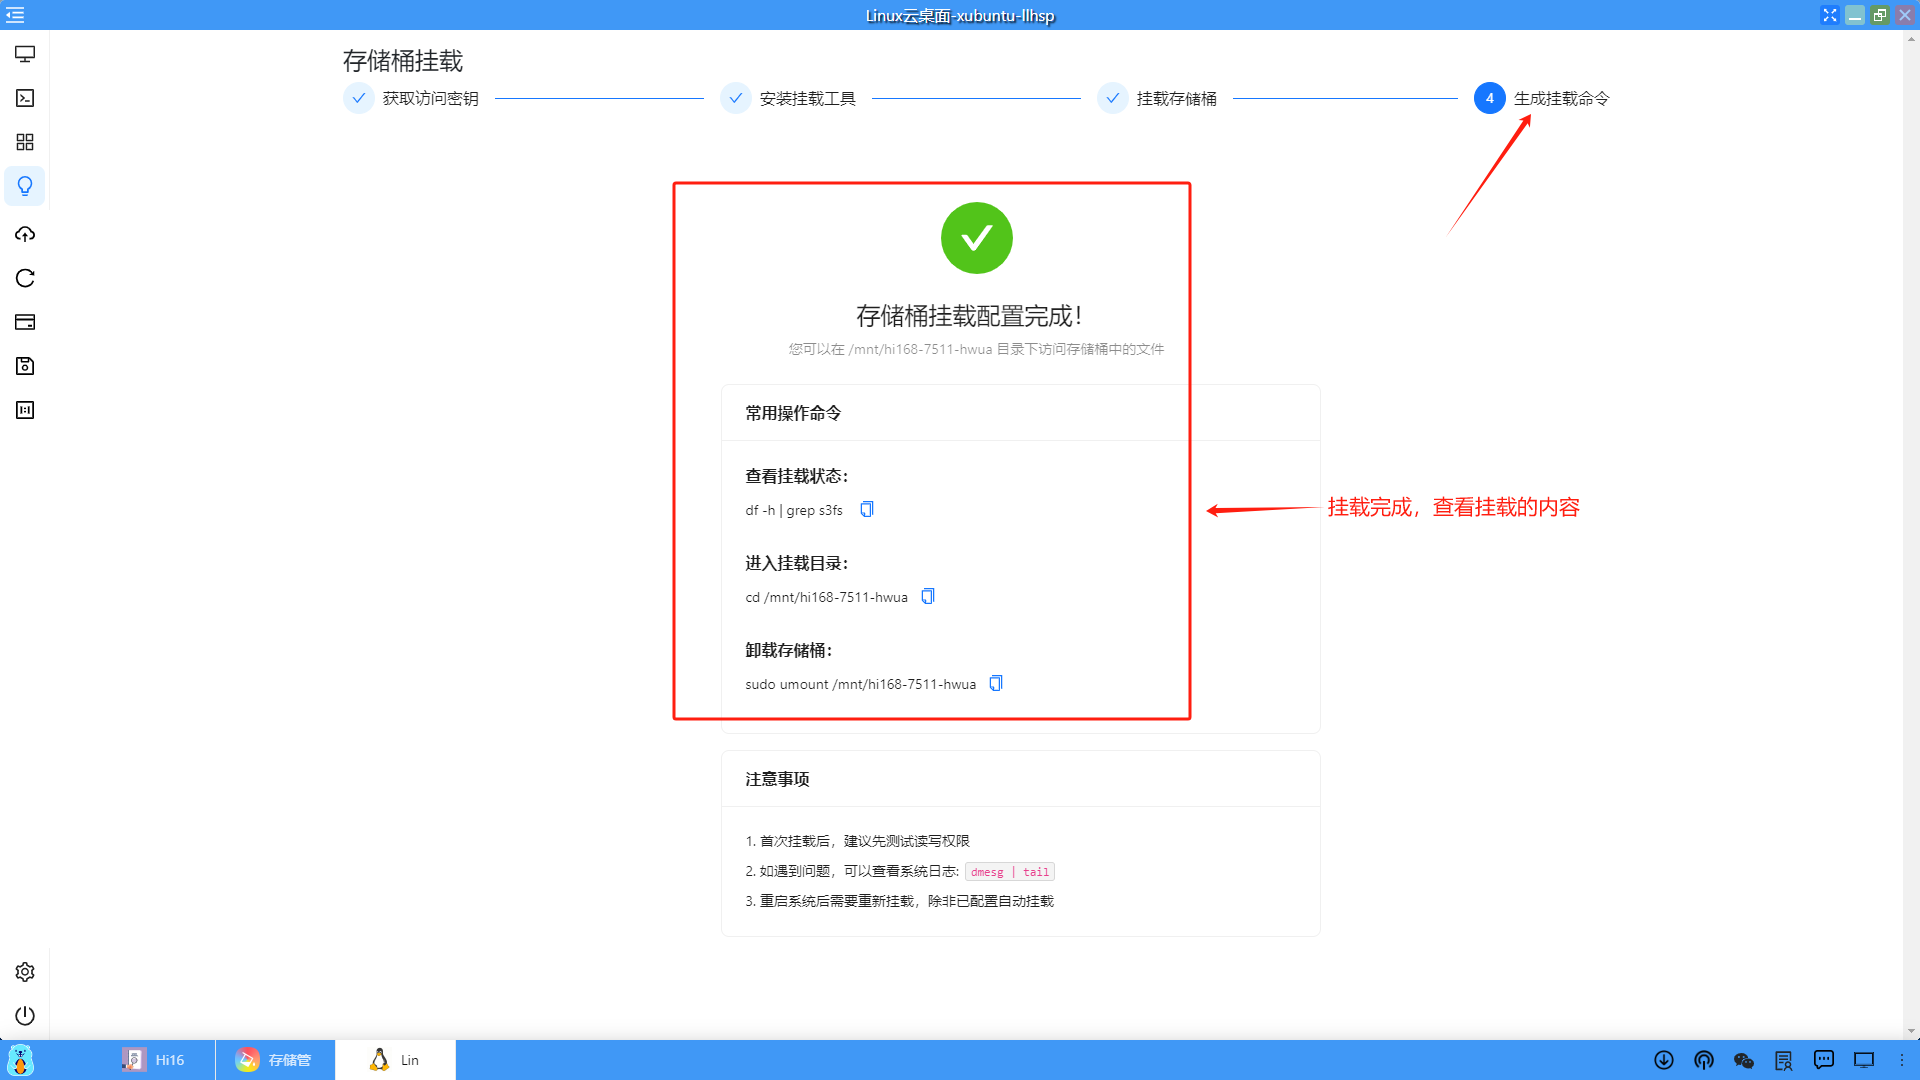 Linux云桌面-xubuntu-llhsp
存储桶挂载
获取访问密钥
安装挂载工具
挂载存储桶
4 生成挂载命令
存储桶挂载配置完成！
您可以在 /mnt/hi168-7511-hwua 目录下访问存储桶中的文件
常用操作命令
查看挂载状态：
df -h | grep s3fs
挂载完成，查看挂载的内容
进入挂载目录：
cd /mnt/hi168-7511-hwua
卸载存储桶：
sudo umount /mnt/hi168-7511-hwua
注意事项
1. 首次挂载后，建议先测试读写权限
2. 如遇到问题，可以查看系统日志: dmesg | tail
3. 重启系统后需要重新挂载，除非已配置自动挂载
Hi16
存储管
Lin